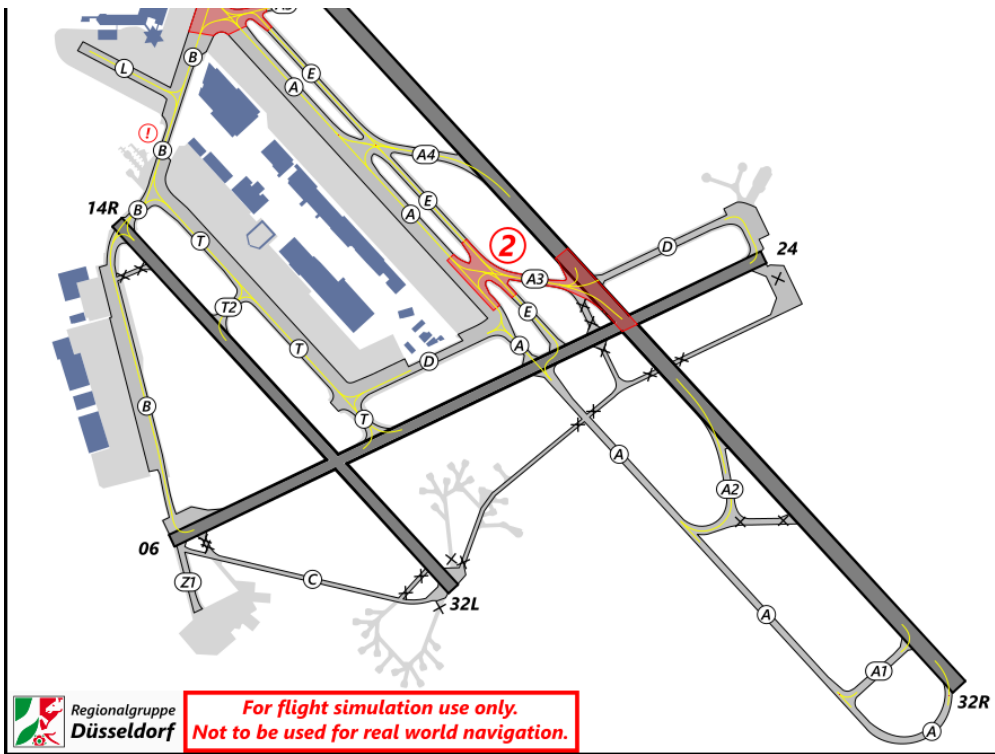 B
L
E
A
!
B
A4
14R
B
E
A
T
2
D
24
A3
T2
E
T
A
D
B
T
A
A2
06
C
Z1
32L
A
A1
32R
A
Regionalgruppe
Düsseldorf
For flight simulation use only.
Not to be used for real world navigation.